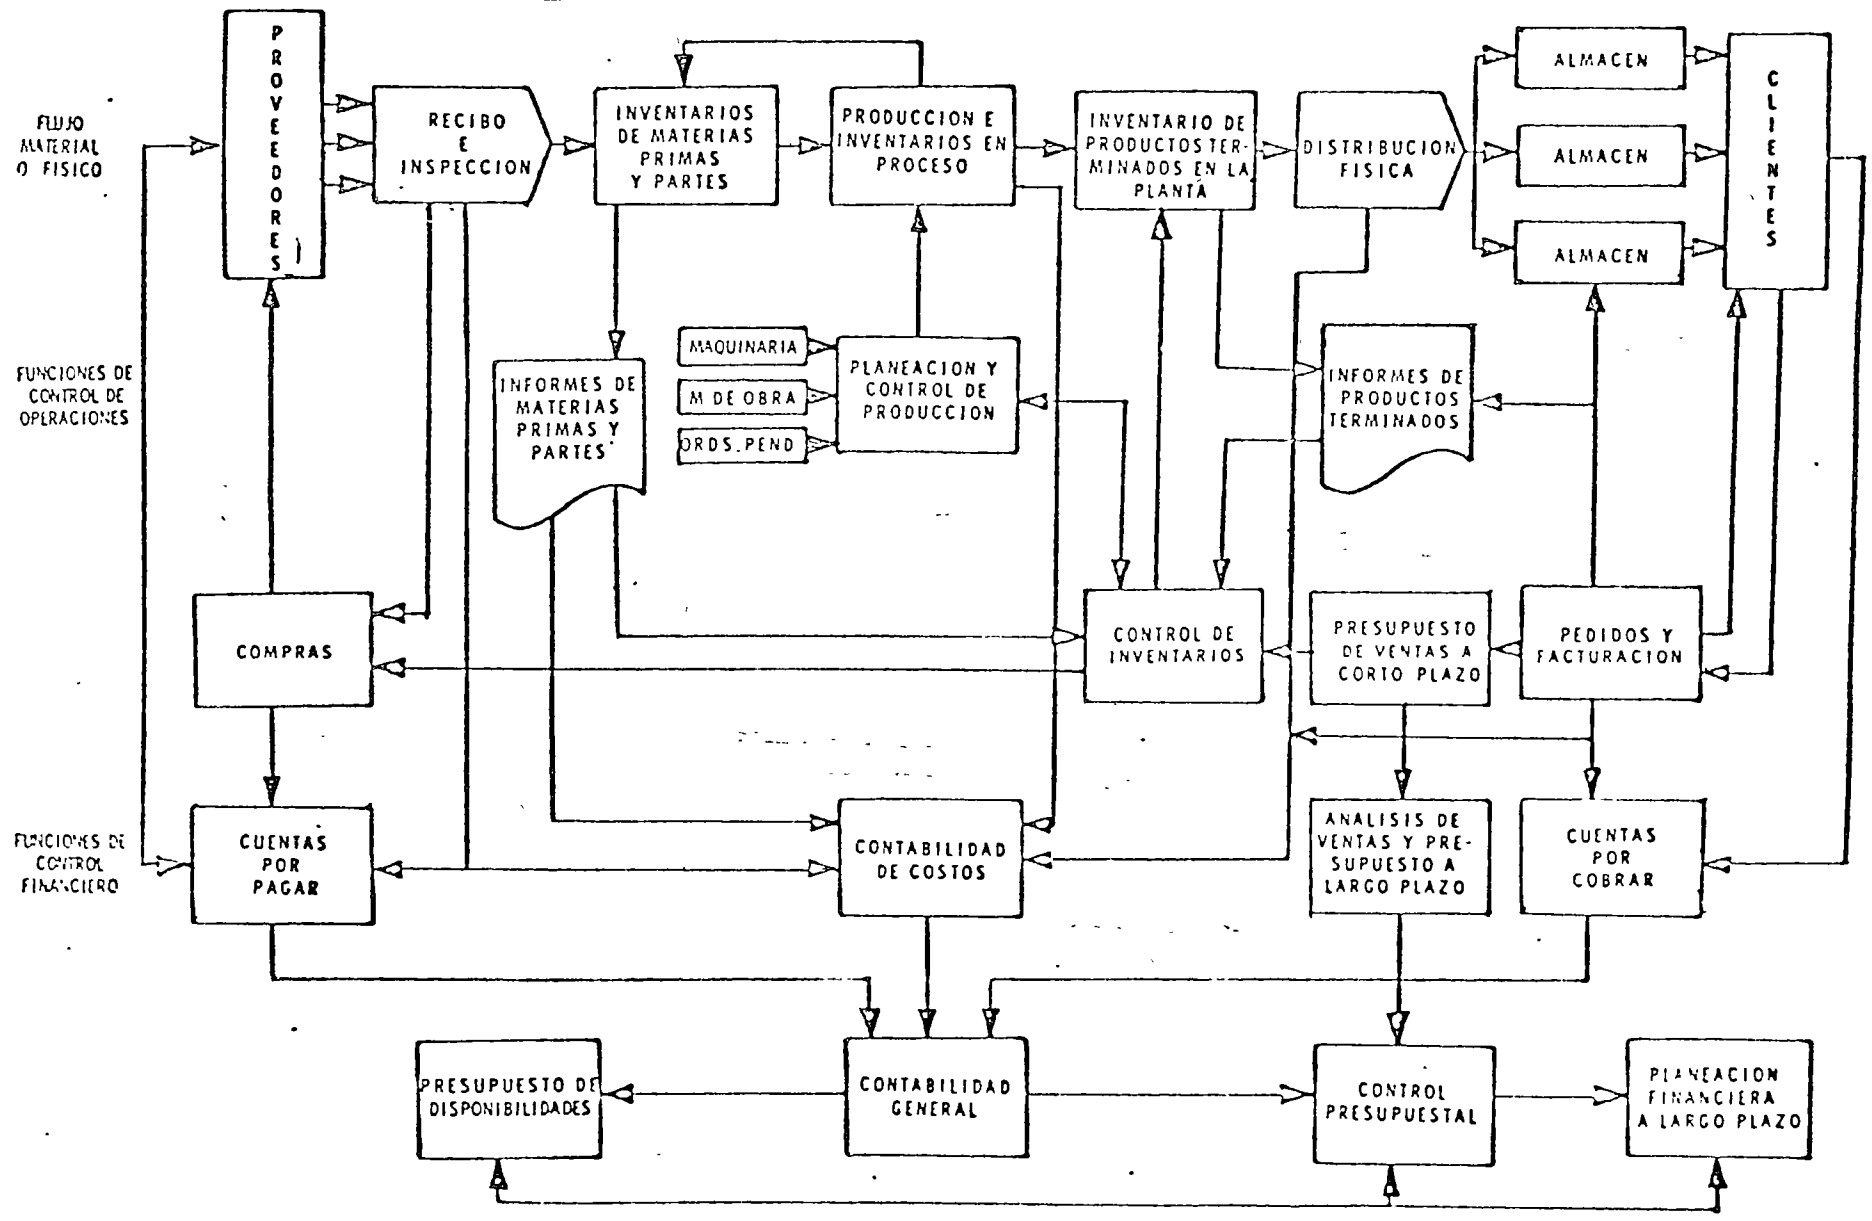 FLUJO
MATERIAL
O FISICO
PROVEEDORES
RECIBO
E
INSPECCION
INVENTARIOS
DE MATERIAS
PRIMAS
Y PARTES
PRODUCCION E
INVENTARIOS EN
PROCESO
INVENTARIO DE
PRODUCTOS TER-
MINADOS EN LA
PLANTA
DISTRIBUCION
FISICA
ALMACEN
ALMACEN
ALMACEN
CLIENTES
FUNCIONES DE
CONTROL DE
OPERACIONES
INFORMES DE
MATERIAS
PRIMAS Y
PARTES
MAQUINARIA
M DE OBRA
ORDS. PEND
PLANEACION Y
CONTROL DE
PRODUCCION
INFORMES DE
PRODUCTOS
TERMINADOS
COMPRAS
CONTROL DE
INVENTARIOS
PRESUPUESTO
DE VENTAS A
CORTO PLAZO
PEDIDOS Y
FACTURACION
FUNCIONES DE
CONTROL
FINANCIERO
CUENTAS
POR
PAGAR
CONTABILIDAD
DE COSTOS
ANALISIS DE
VENTAS Y PRE-
SUPUESTO A
LARGO PLAZO
CUENTAS
POR
COBRAR
PRESUPUESTO DE
DISPONIBILIDADES
CONTABILIDAD
GENERAL
CONTROL
PRESUPUESTAL
PLANEACION
FINANCIERA
A LARGO PLAZO